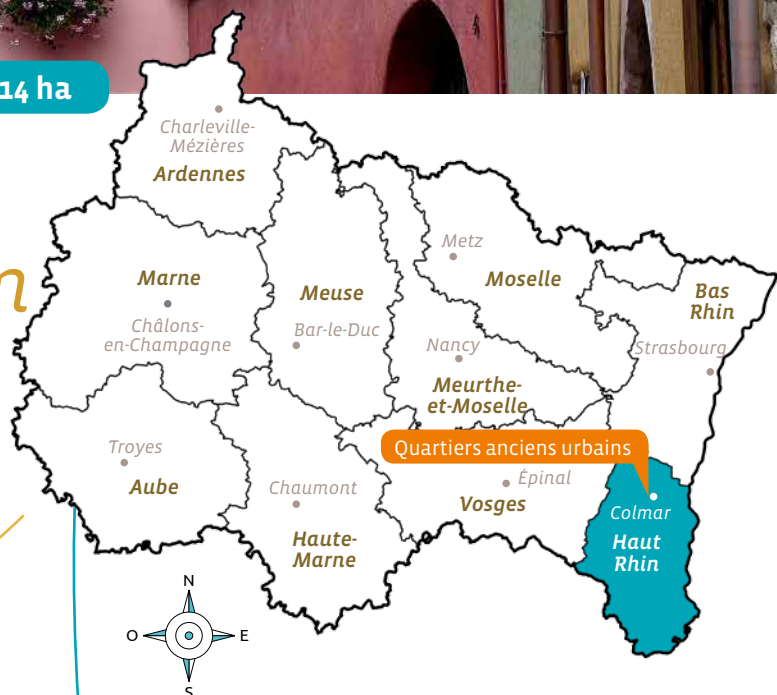 14 ha
Charleville-
Mézières
Ardennes
Metz
Moselle
Marne
Meuse
Bas
Rhin
Châlons-
en-Champagne
Bar-le-Duc
Nancy
Strasbourg
Meurthe-
et-Moselle
Quartiers anciens urbains
Troyes
Aube
Chaumont
Épinal
Vosges
Colmar
Haute-
Marne
Haut
Rhin
N
O
E
S